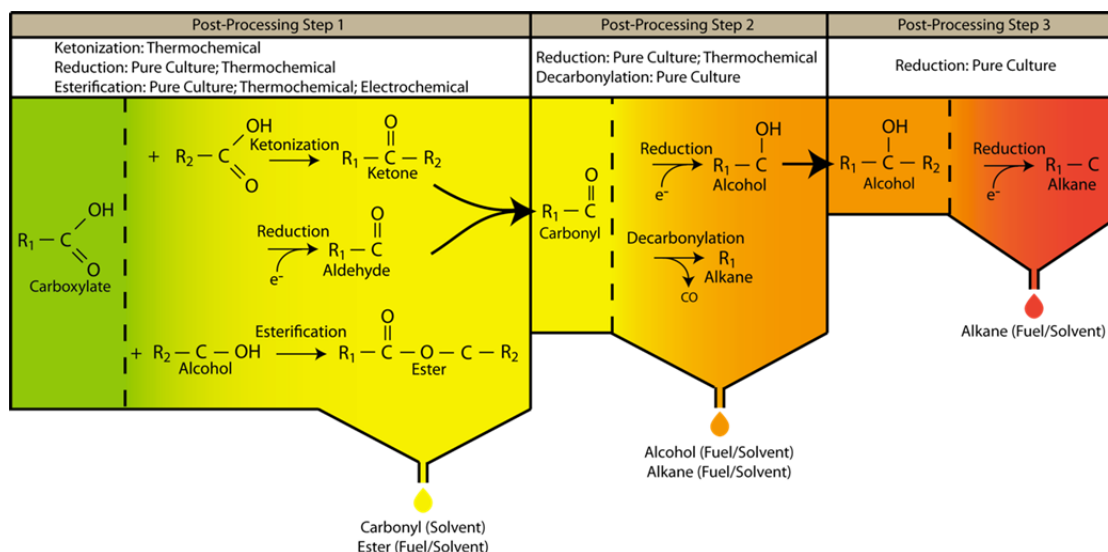 Post-Processing Step 1
Post-Processing Step 2
Post-Processing Step 3
Ketonization: Thermochemical
Reduction: Pure Culture; Thermochemical
Esterification: Pure Culture; Thermochemical; Electrochemical
Reduction: Pure Culture; Thermochemical
Decarbonylation: Pure Culture
Reduction: Pure Culture
R1 — C
OH
O
Carboxylate
+ R2 — C
OH
O
Ketonization
O
R1 — C — R2
Ketone
Reduction
e-
O
R1 — C
Aldehyde
+ R2 — C — OH
Alcohol
Esterification
O
R1 — C — O — C — R2
Ester
Carbonyl (Solvent)
Ester (Fuel/Solvent)
O
R1 — C
Carbonyl
Reduction
e-
OH
R1 — C
Alcohol
Decarbonylation
CO
R1
Alkane
Alcohol (Fuel/Solvent)
Alkane (Fuel/Solvent)
OH
R1 — C — R2
Alcohol
Reduction
e-
R1 — C
Alkane
Alkane (Fuel/Solvent)